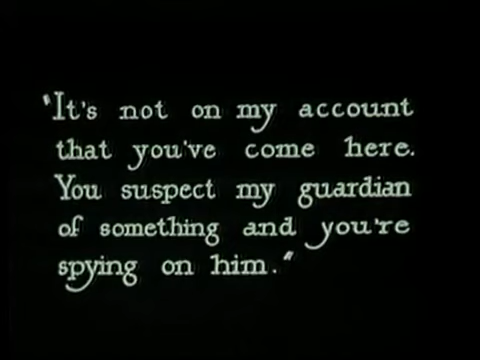 "It's not on my account
that you've come here.
You suspect my guardian
of something and you're
spying on him."